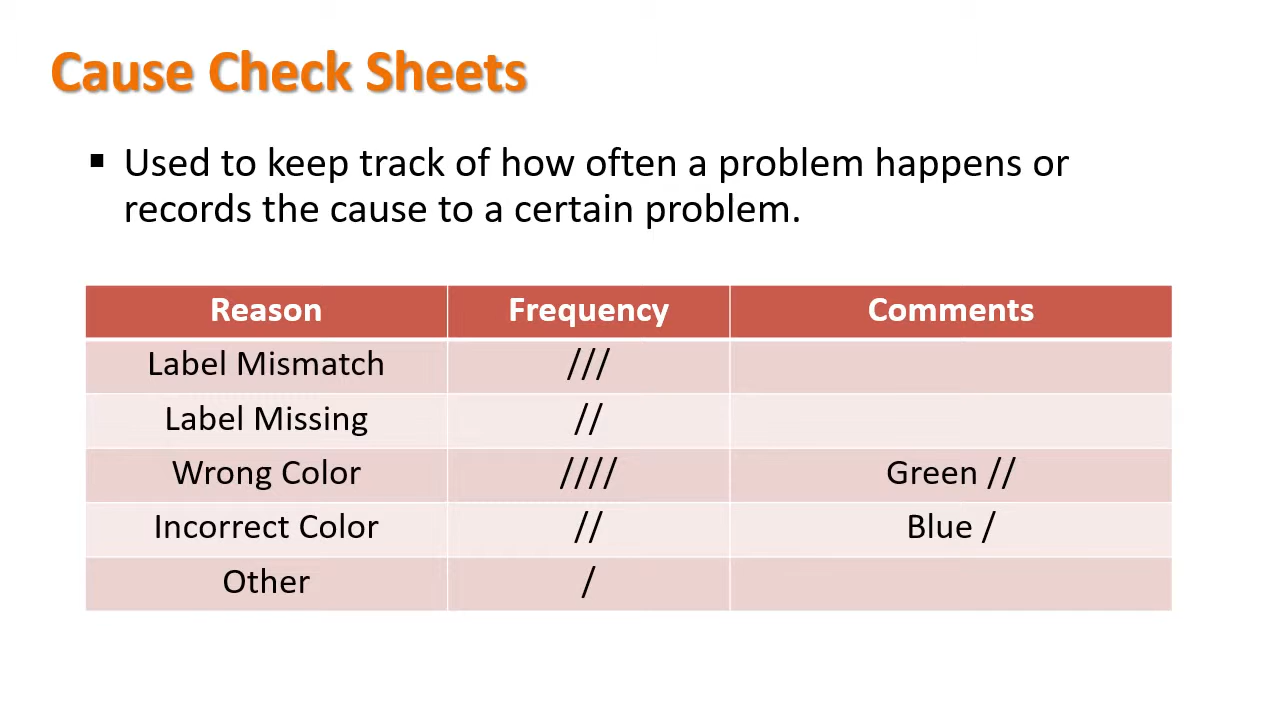 Cause Check Sheets
▪ Used to keep track of how often a problem happens or
records the cause to a certain problem.
Reason Frequency Comments
Label Mismatch ///
Label Missing //
Wrong Color //// Green //
Incorrect Color // Blue /
Other /